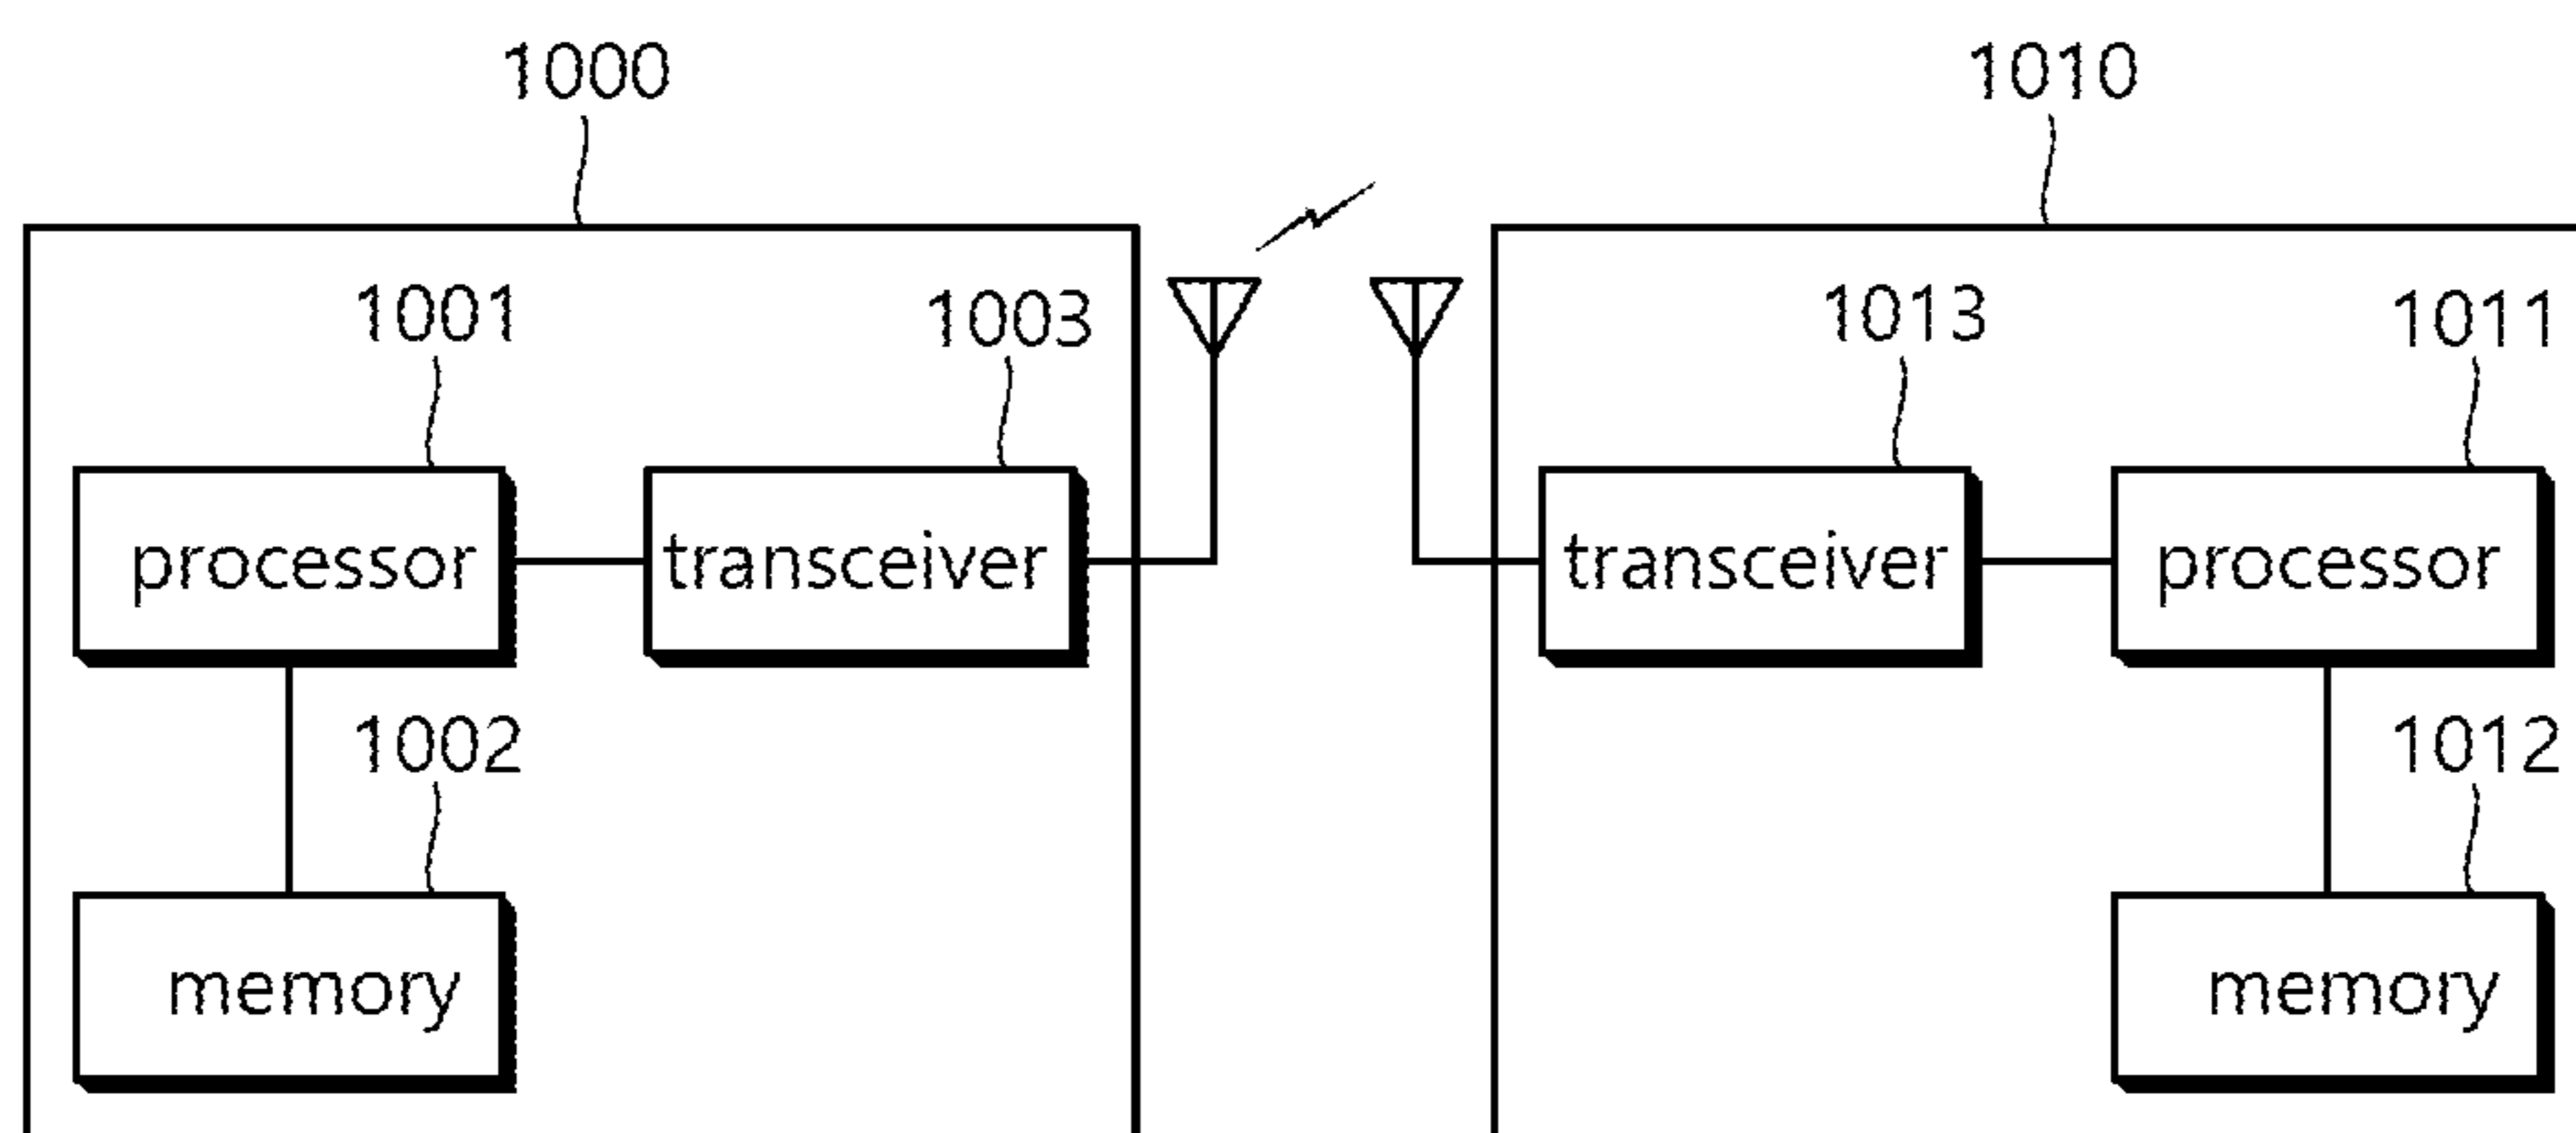 1000 1010
1001 1003 1013 1011
processor transceiver transceiver processor
1002 1012
memory memory